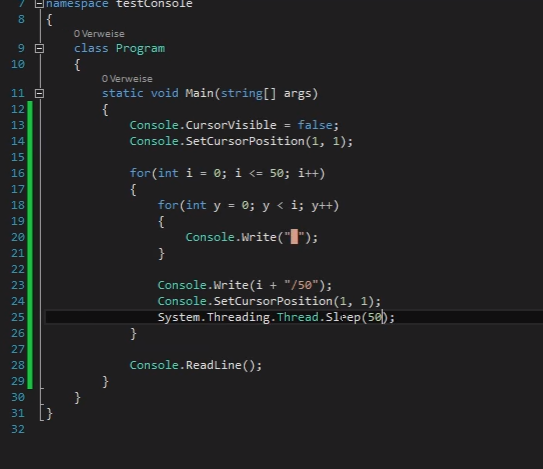 7 namespace testConsole
8 {
0 Verweise
9 class Program
10 {
0 Verweise
11 static void Main(string[] args)
12 {
13 Console.CursorVisible = false;
14 Console.SetCursorPosition(1, 1);
15
16 for(int i = 0; i <= 50; i++)
17 {
18 for(int y = 0; y < i; y++)
19 {
20 Console.Write("█");
21 }
22
23 Console.Write(i + "/50");
24 Console.SetCursorPosition(1, 1);
25 System.Threading.Thread.Sleep(50);
26 }
27
28 Console.ReadLine();
29 }
30 }
31 }
32